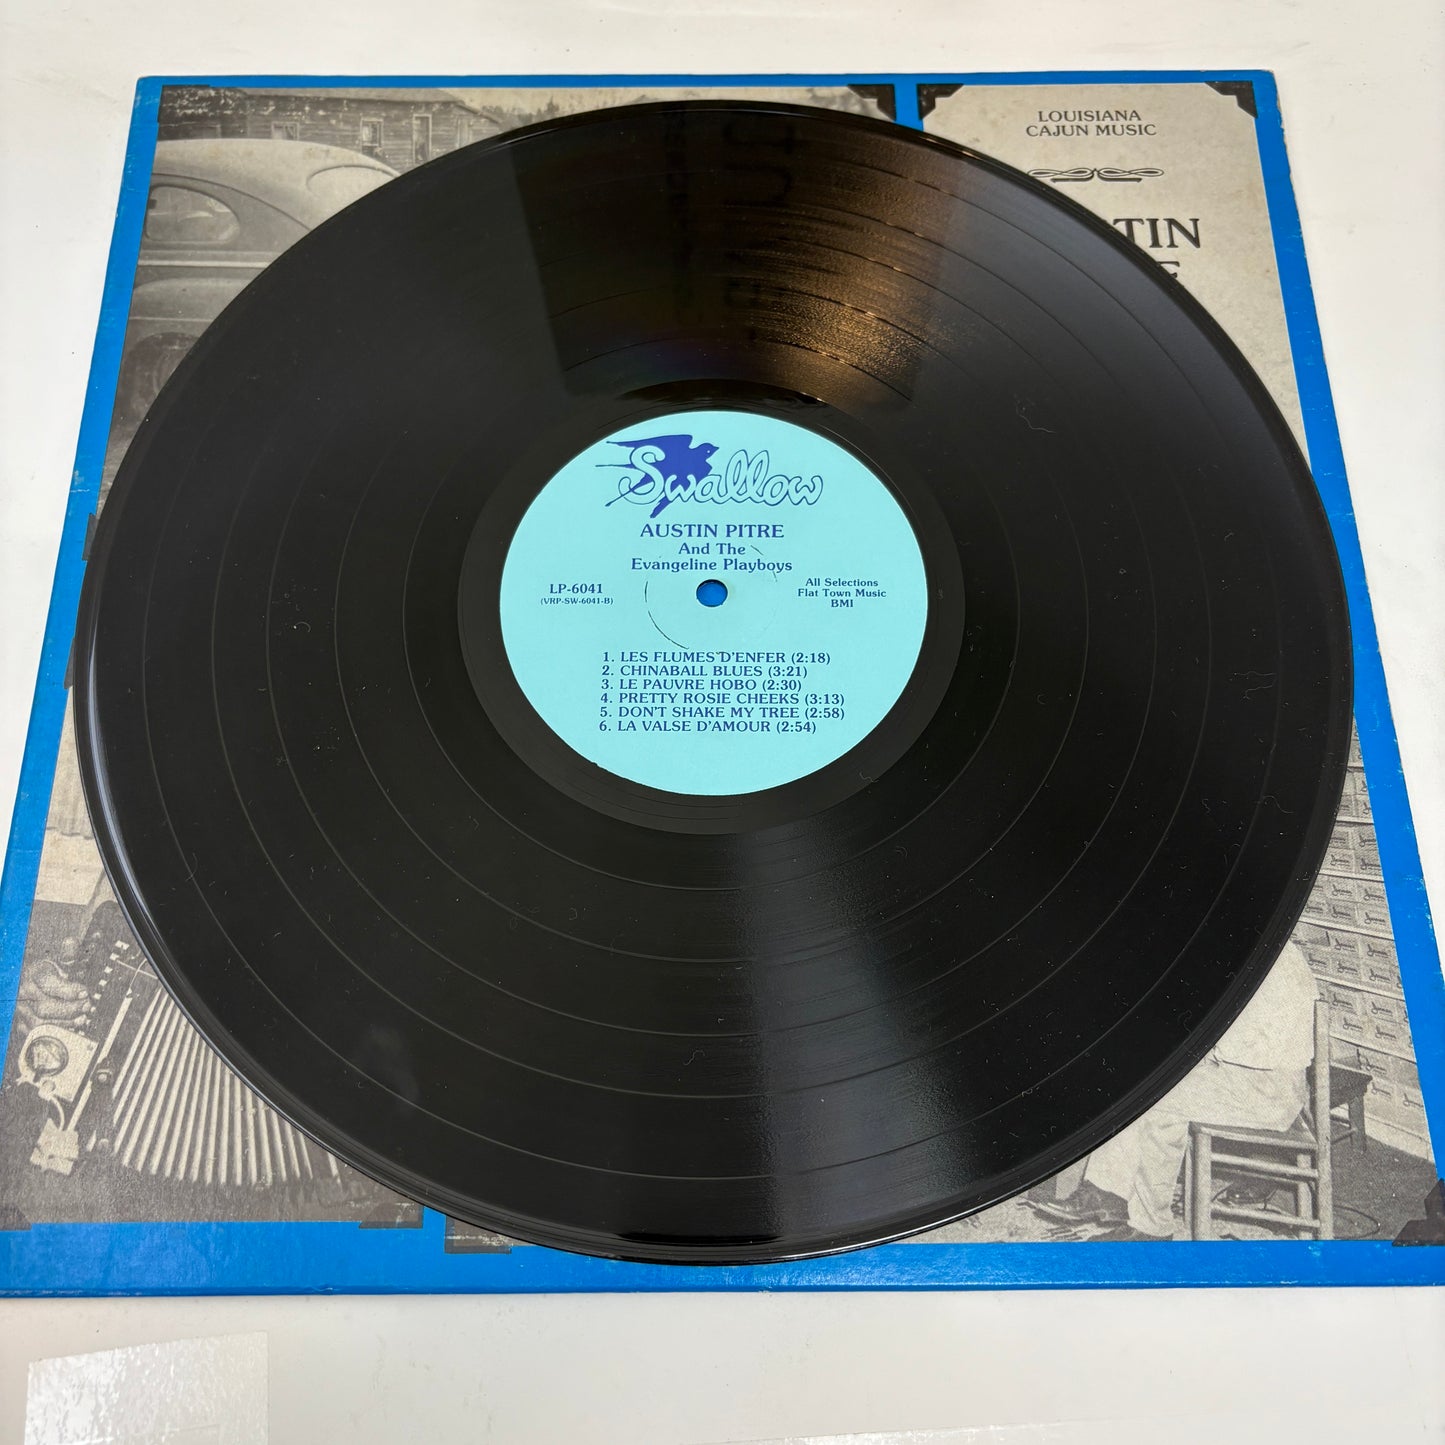 LOUISIANA
CAJUN MUSIC
TIN
Swallow
AUSTIN PITRE
And The
Evangeline Playboys
LP-6041
(VRP-SW-6041-B)
All Selections
Flat Town Music
BMI
1. LES FLUMES D'ENFER (2:18)
2. CHINABALL BLUES (3:21)
3. LE PAUVRE HOBO (2:30)
4. PRETTY ROSIE CHEEKS (3:13)
5. DON'T SHAKE MY TREE (2:58)
6. LA VALSE D'AMOUR (2:54)